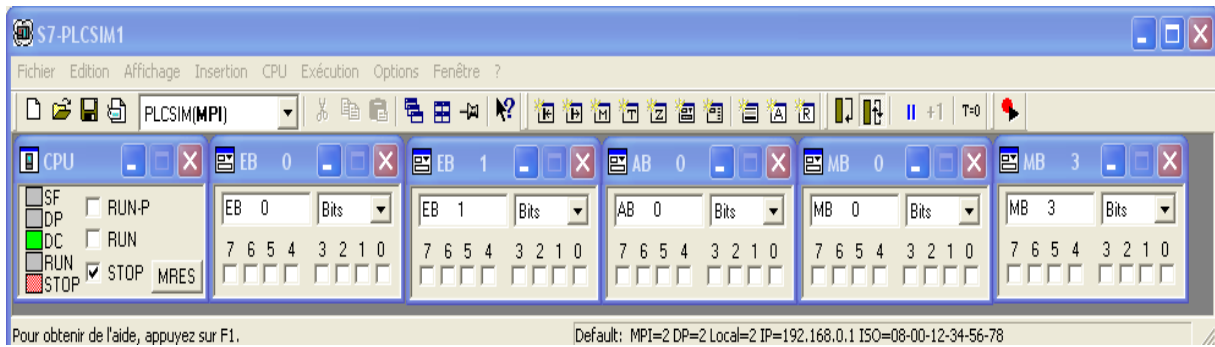 S7-PLCSIM1
Fichier Edition Affichage Insertion CPU Exécution Options Fenêtre ?
PLCSIM(MPI) +1 T=0
CPU
SF
DP
DC
RUN
STOP
RUN-P
RUN
STOP
MRES
EB 0
EB 0 Bits
7 6 5 4 3 2 1 0
EB 1
EB 1 Bits
7 6 5 4 3 2 1 0
AB 0
AB 0 Bits
7 6 5 4 3 2 1 0
MB 0
MB 0 Bits
7 6 5 4 3 2 1 0
MB 3
MB 3 Bits
7 6 5 4 3 2 1 0
Pour obtenir de l'aide, appuyez sur F1.
Default: MPI=2 DP=2 Local=2 IP=192.168.0.1 ISO=08-00-12-34-56-78